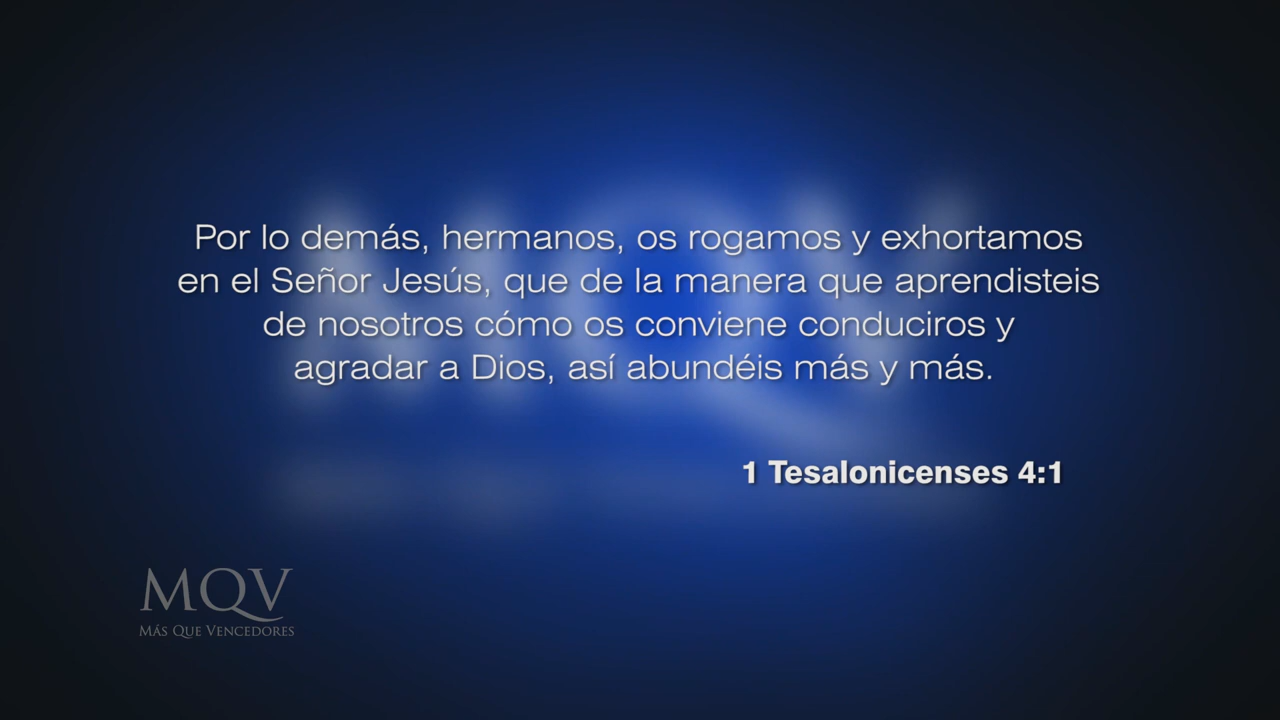 Por lo demás, hermanos, os rogamos y exhortamos
en el Señor Jesús, que de la manera que aprendisteis
de nosotros cómo os conviene conduciros y
agradar a Dios, así abundéis más y más.
1 Tesalonicenses 4:1
MQV
Más Que Vencedores